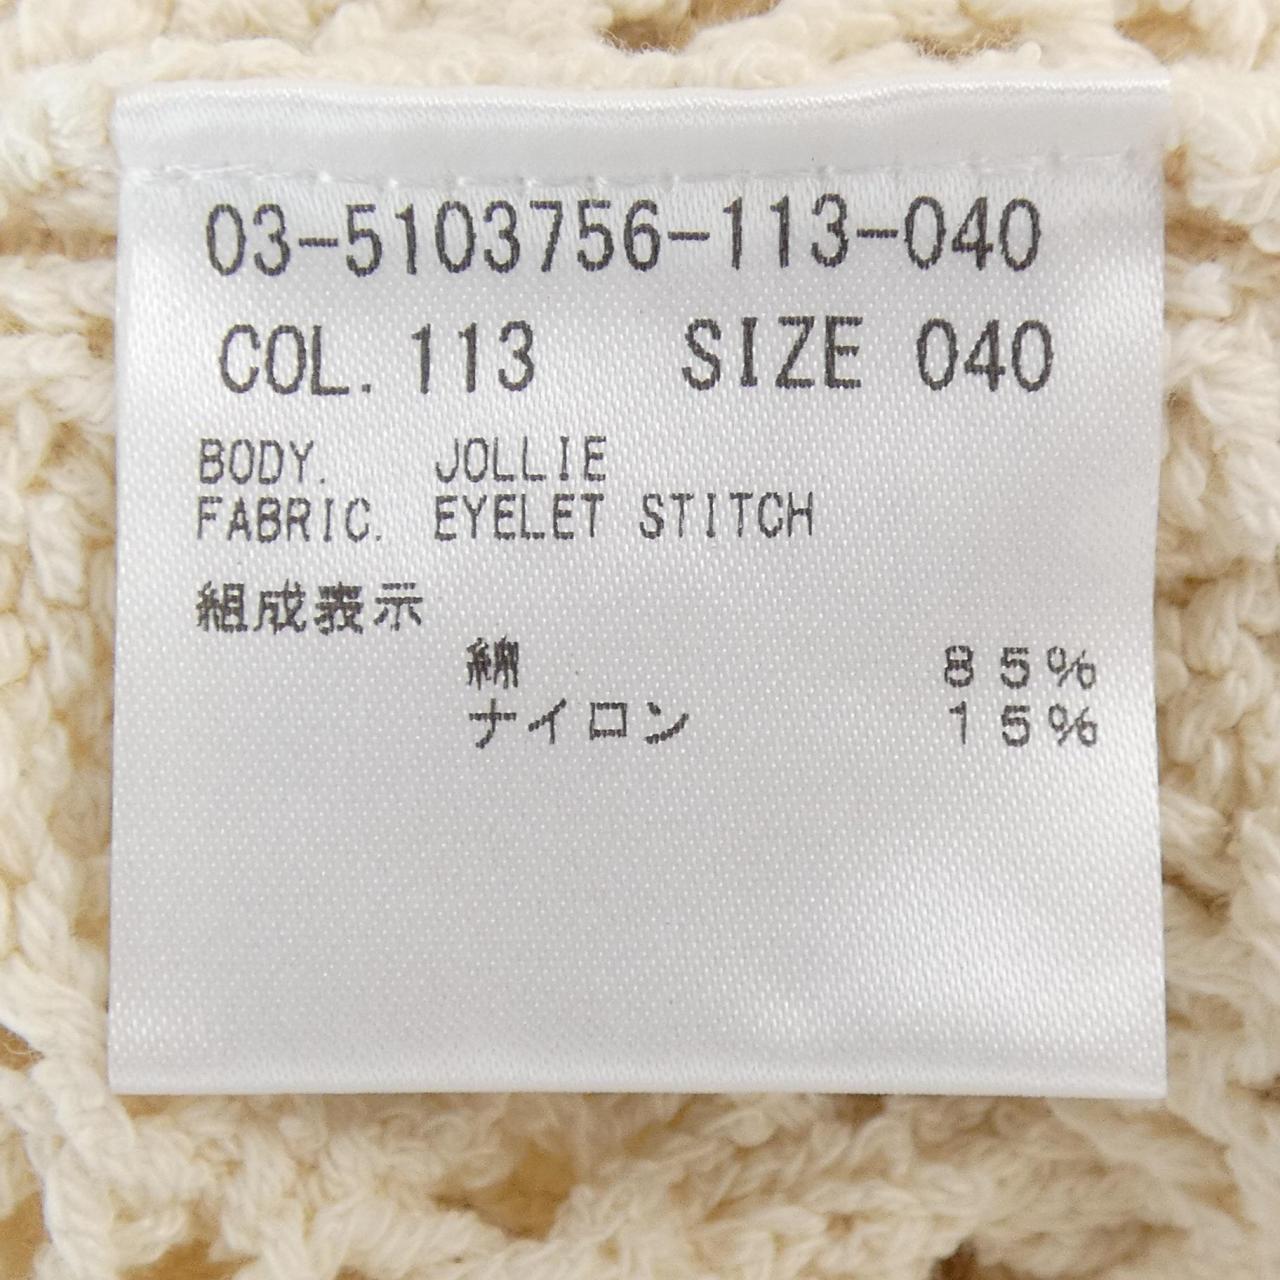 03-5103756-113-040
COL. 113 SIZE 040
BODY. JOLLIE
FABRIC. EYELET STITCH
組成表示
綿 85%
ナイロン 15%